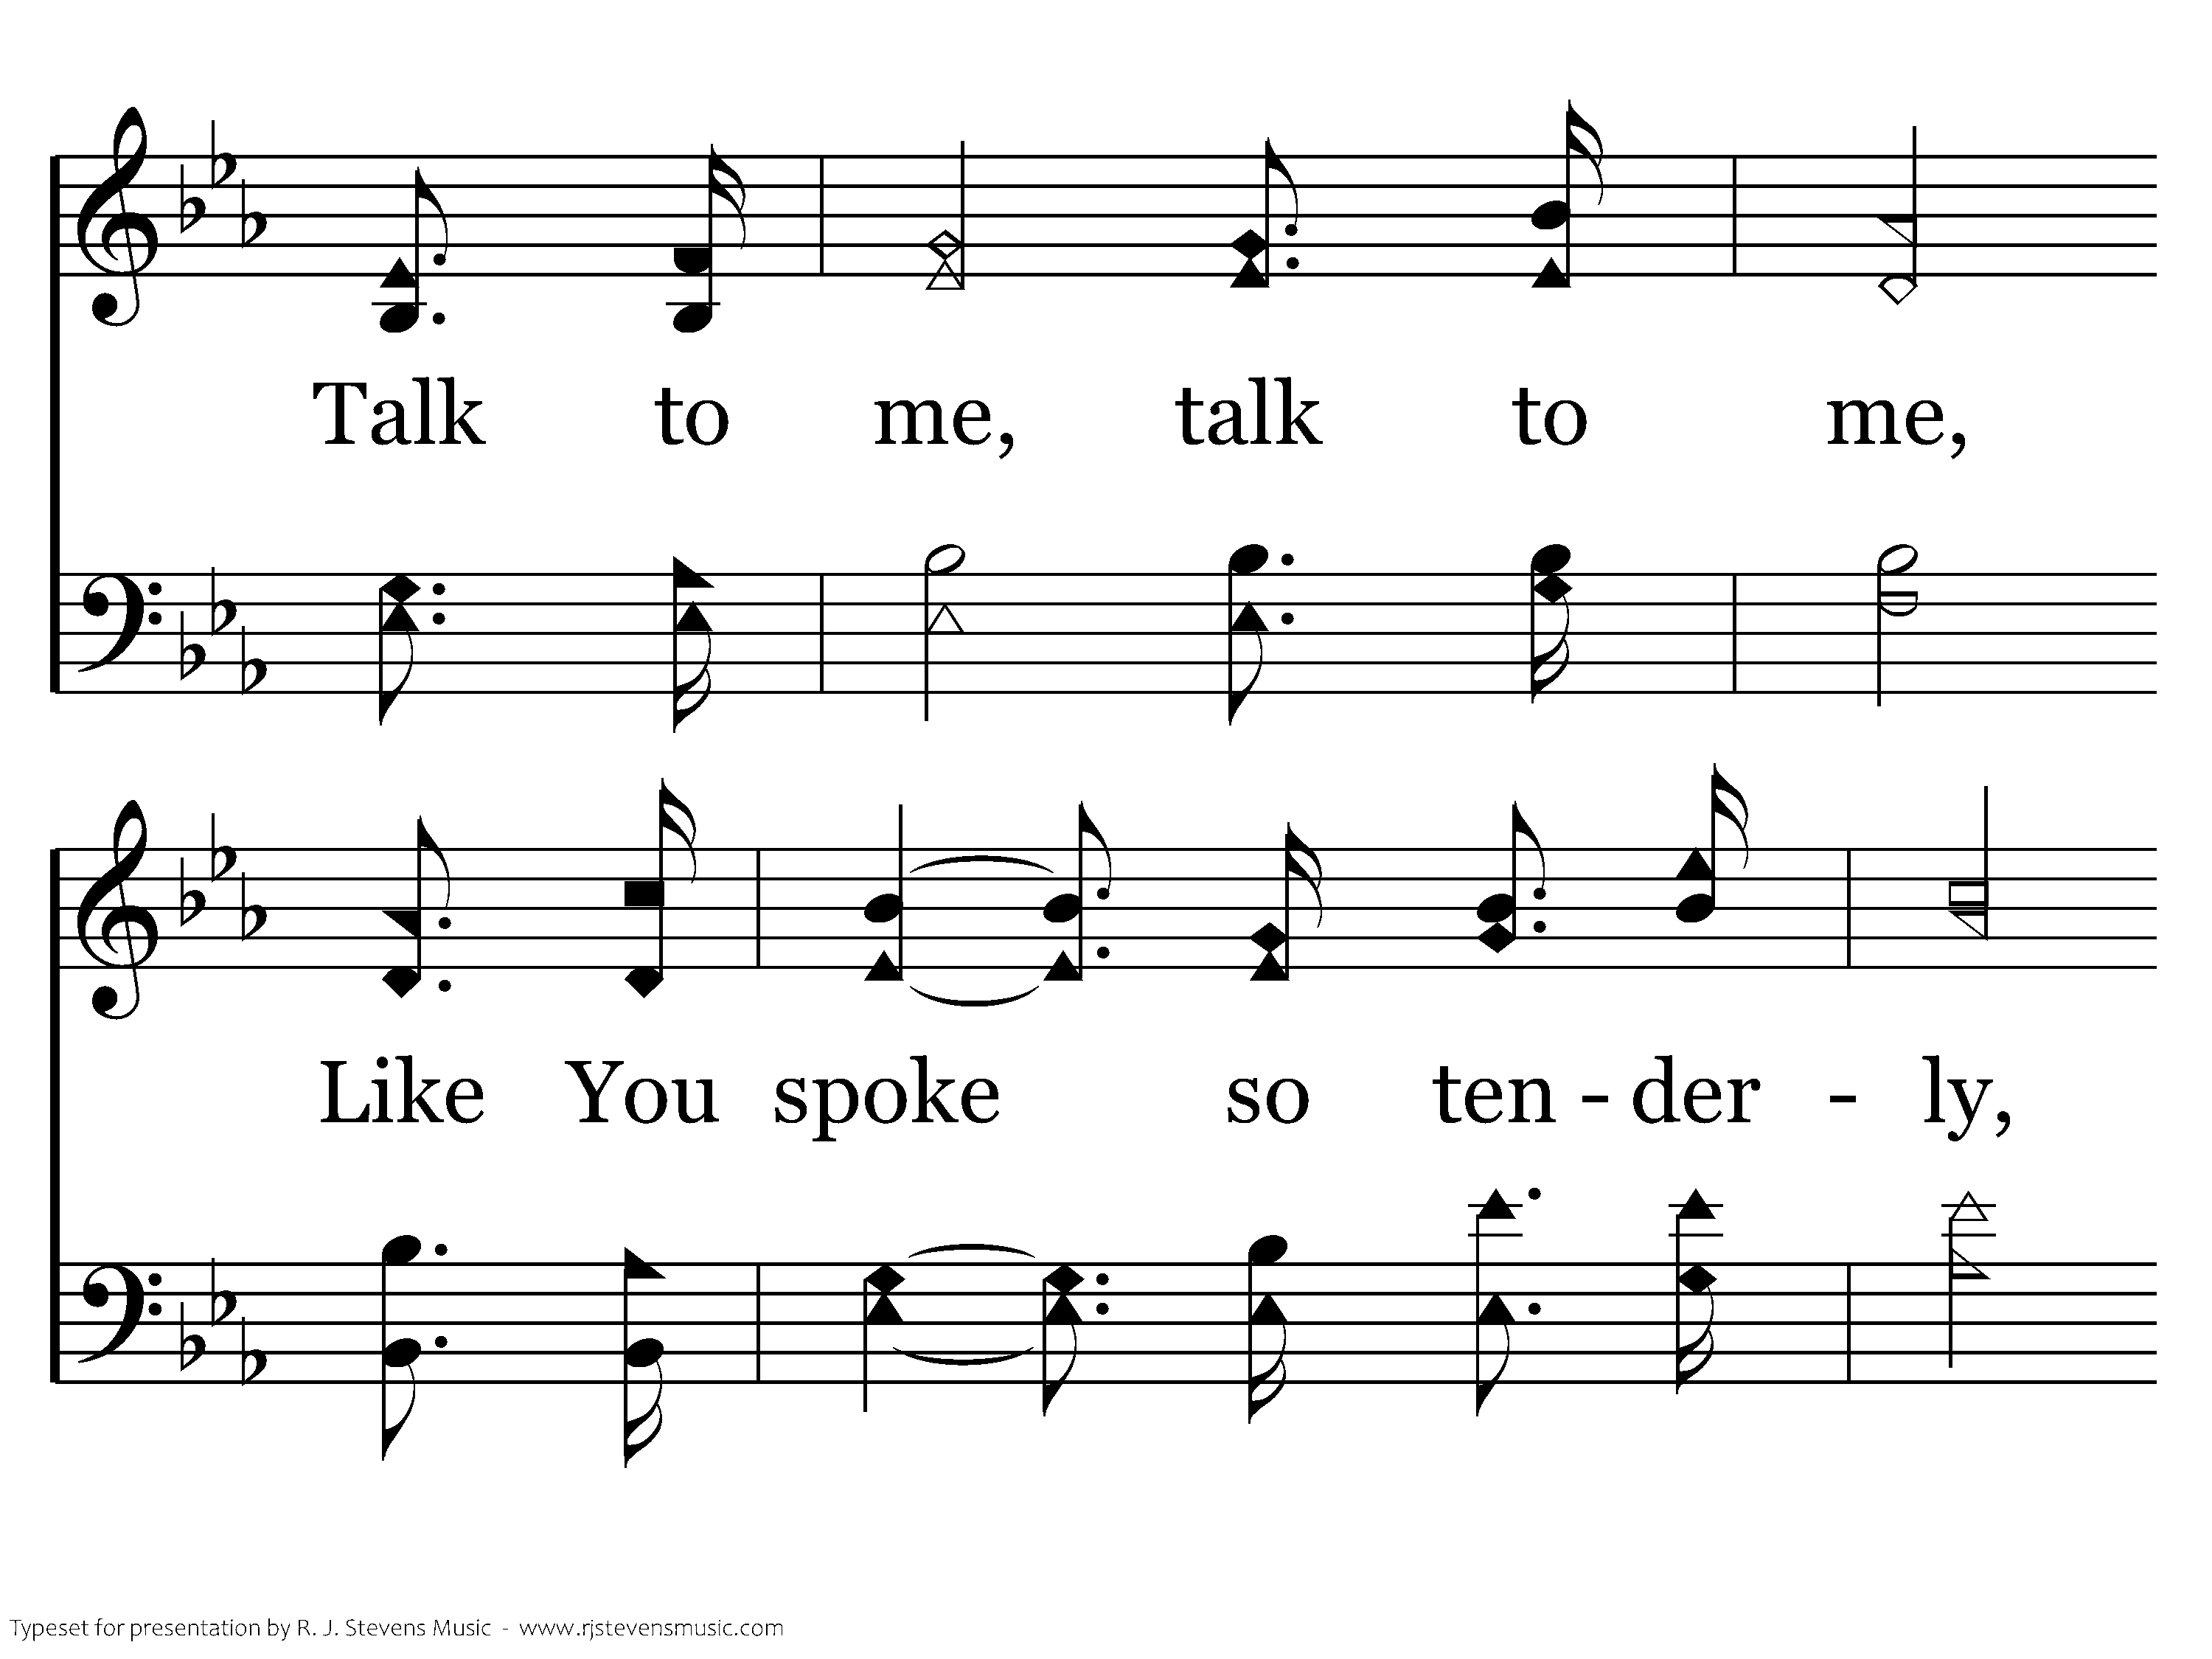 Talk to me, talk to me,
Like You spoke so ten - der - ly,
Typeset for presentation by R. J. Stevens Music - www.rjstevensmusic.com